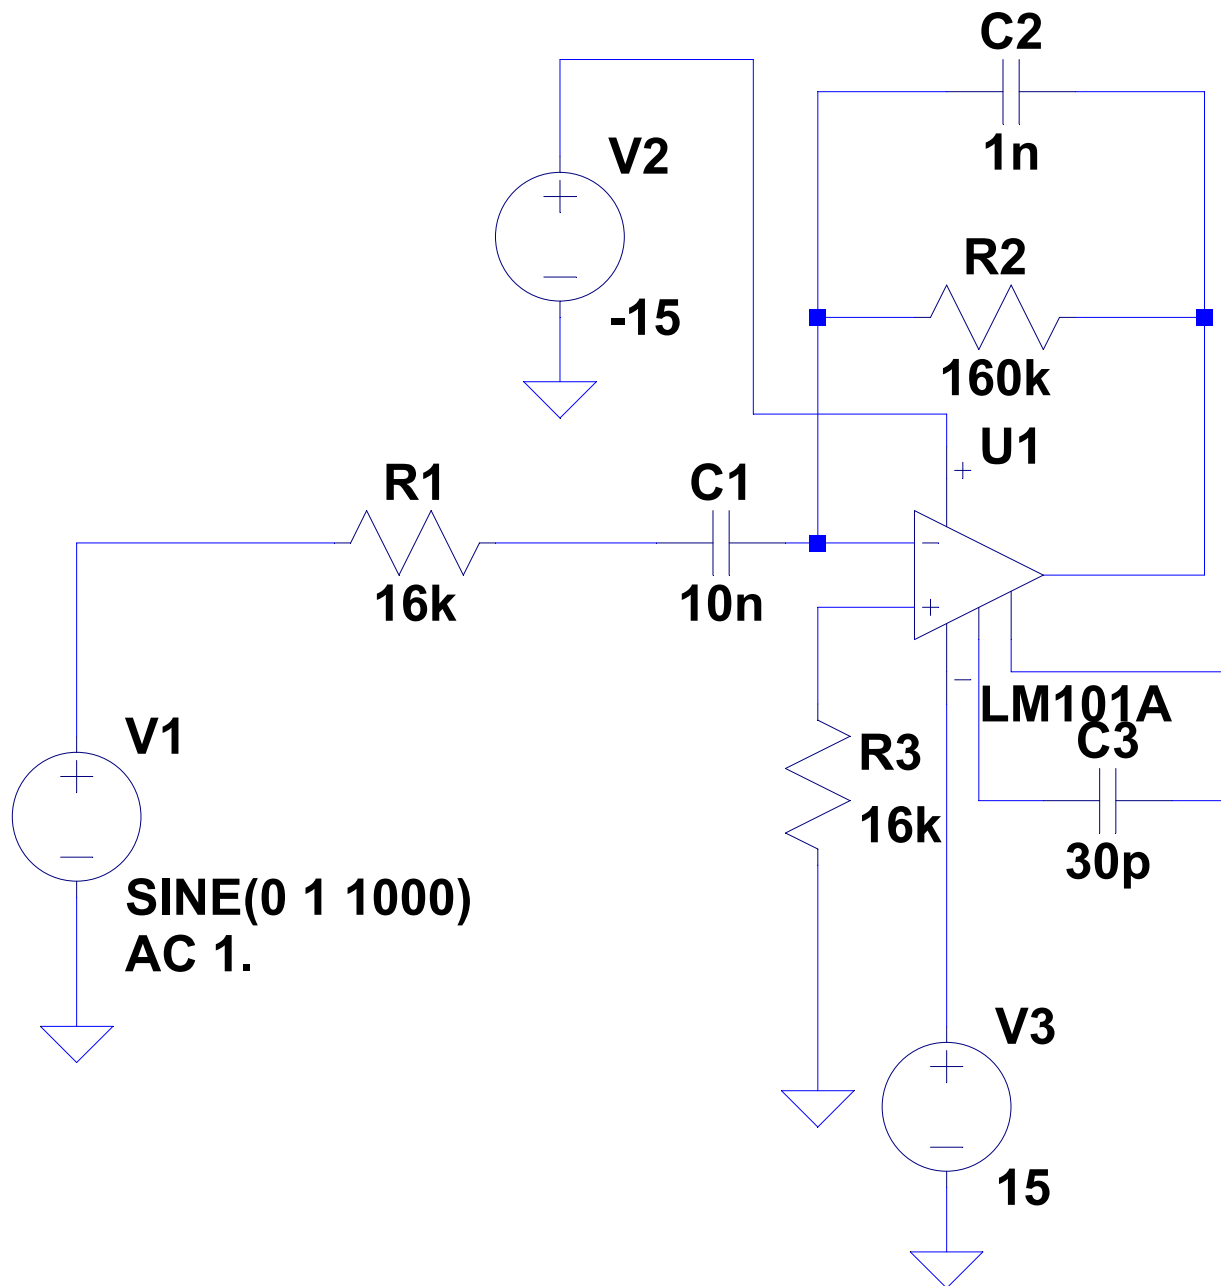 C2
1n
V2
-15
R2
160k
U1
R1
16k
C1
10n
LM101A
V1
SINE(0 1 1000)
AC 1.
R3
16k
C3
30p
V3
15